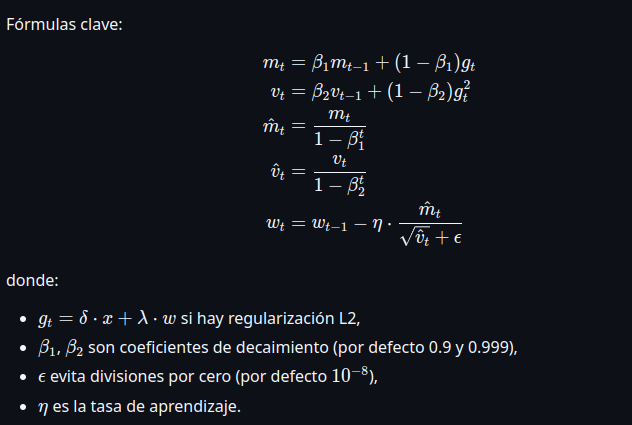 Fórmulas clave:
m_t = β_1 m_{t−1} + (1 − β_1)g_t
v_t = β_2 v_{t−1} + (1 − β_2)g_t^2
m̂_t = m_t / (1 − β_1^t)
v̂_t = v_t / (1 − β_2^t)
w_t = w_{t−1} − η · m̂_t / (√v̂_t + ϵ)
donde:
• g_t = δ · x + λ · w si hay regularización L2,
• β_1, β_2 son coeficientes de decaimiento (por defecto 0.9 y 0.999),
• ϵ evita divisiones por cero (por defecto 10^{−8}),
• η es la tasa de aprendizaje.